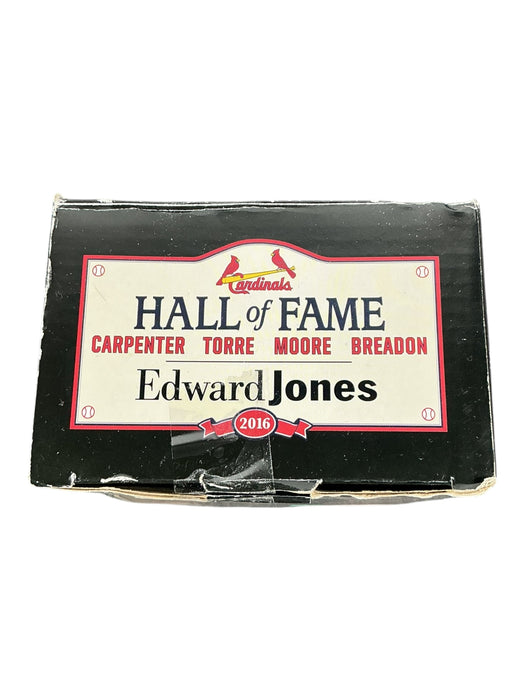 Cardinals
HALL of FAME
CARPENTER TORRE MOORE BREADON
Edward Jones
2016